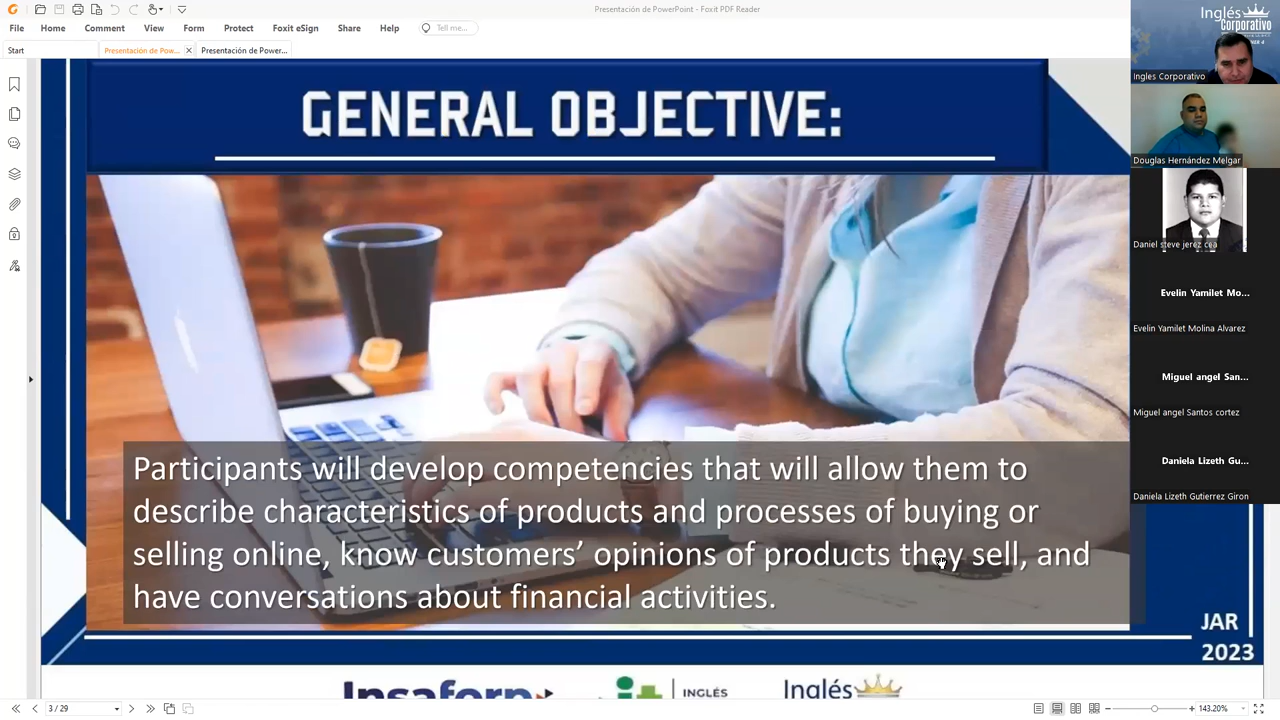 Presentación de PowerPoint - Foxit PDF Reader
File Home Comment View Form Protect Foxit eSign Share Help Tell me...
Start Presentación de Pow... Presentación de Power...
GENERAL OBJECTIVE:
Participants will develop competencies that will allow them to
describe characteristics of products and processes of buying or
selling online, know customers’ opinions of products they sell, and
have conversations about financial activities.
JAR
2023
Insaforp
INGLÉS
Inglés
3 / 29
143.20%
Inglés
Corporativo
Ingles Corporativo
Douglas Hernández Melgar
Daniel steve jerez cea
Evelin Yamilet Mo...
Evelin Yamilet Molina Alvarez
Miguel angel San...
Miguel angel Santos cortez
Daniela Lizeth Gu...
Daniela Lizeth Gutierrez Giron